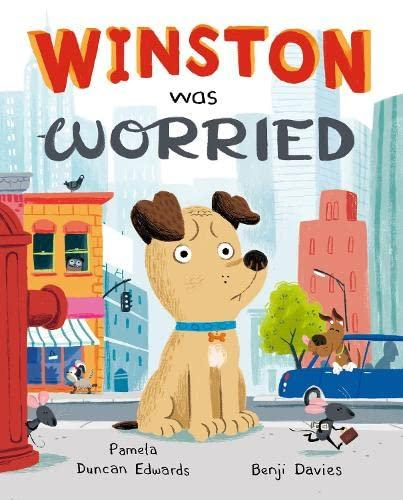 WINSTON
was
WORRIED
Pamela
Duncan Edwards
Benji Davies